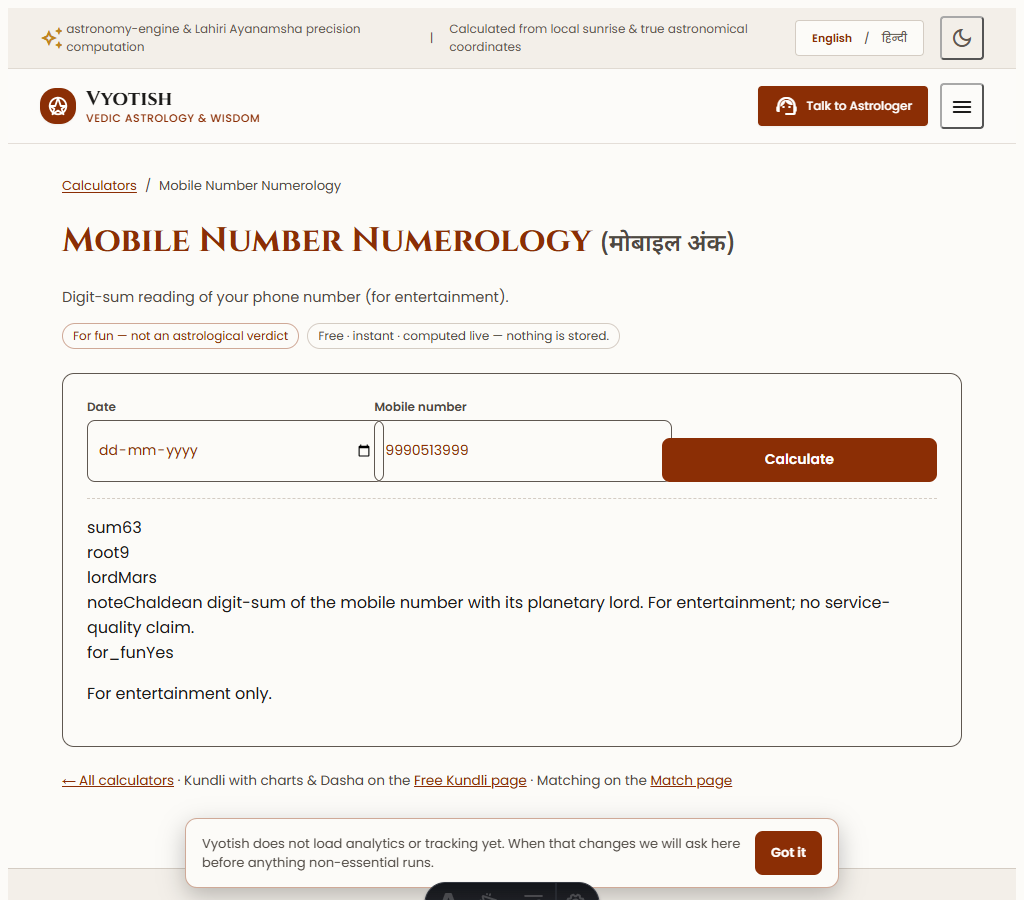 astronomy-engine & Lahiri Ayanamsha precision
computation
|
Calculated from local sunrise & true astronomical
coordinates
English / हिन्दी
Vyotish
VEDIC ASTROLOGY & WISDOM
Talk to Astrologer
Calculators / Mobile Number Numerology
Mobile Number Numerology (मोबाइल अंक)
Digit-sum reading of your phone number (for entertainment).
For fun — not an astrological verdict
Free · instant · computed live — nothing is stored.
Date
Mobile number
dd-mm-yyyy
9990513999
Calculate
sum63
root9
lordMars
noteChaldean digit-sum of the mobile number with its planetary lord. For entertainment; no service-
quality claim.
for_funYes
For entertainment only.
← All calculators · Kundli with charts & Dasha on the Free Kundli page · Matching on the Match page
Vyotish does not load analytics or tracking yet. When that changes we will ask here
before anything non-essential runs.
Got it